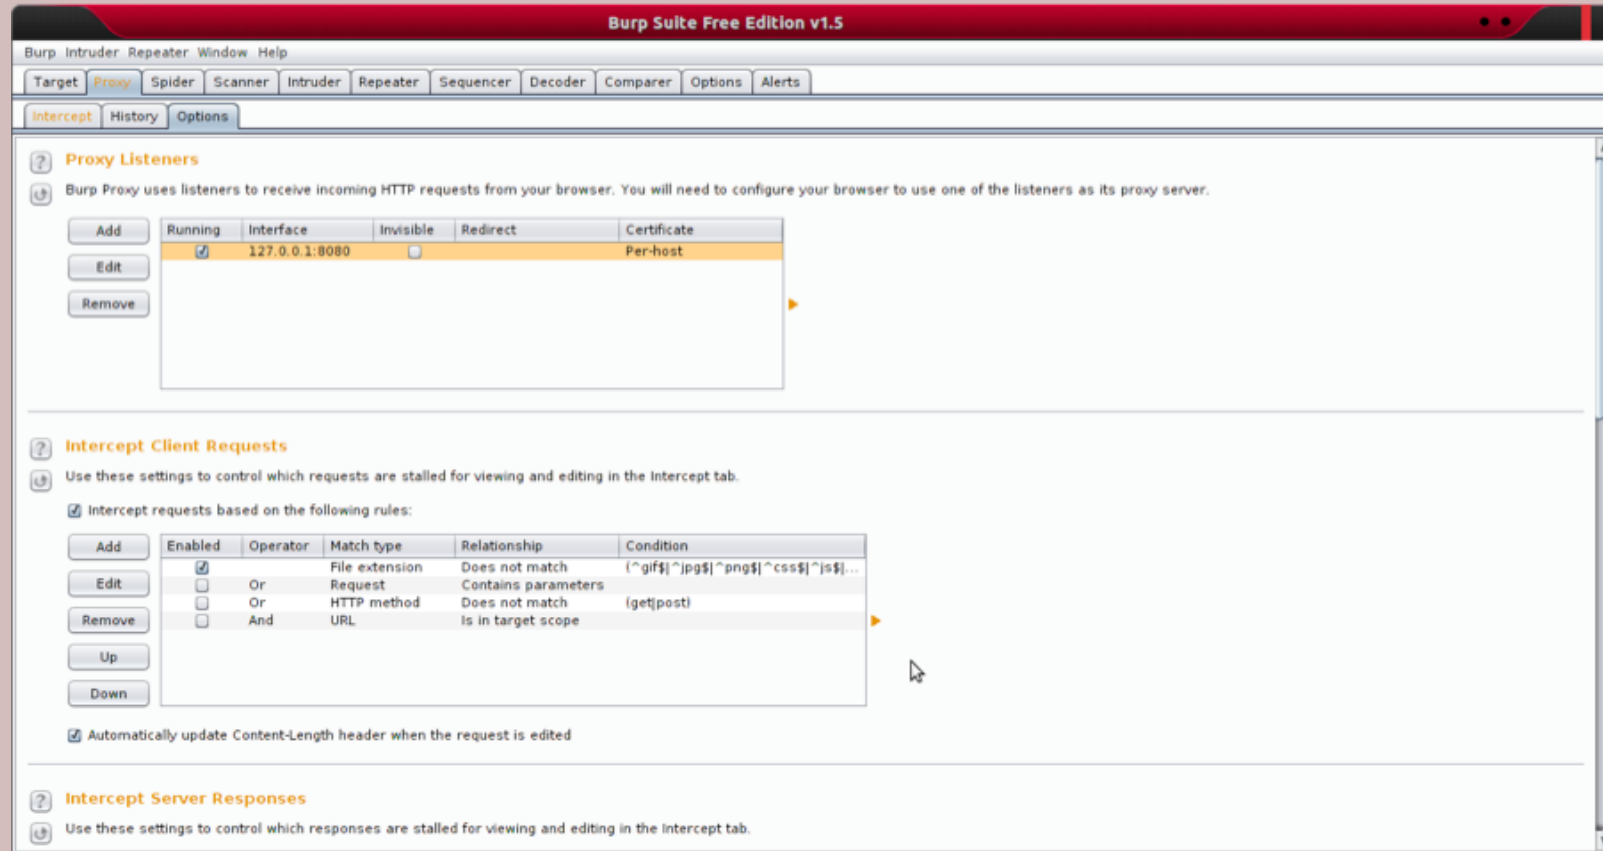 Burp Suite Free Edition v1.5
Burp Intruder Repeater Window Help
Target Proxy Spider Scanner Intruder Repeater Sequencer Decoder Comparer Options Alerts
Intercept History Options
? Proxy Listeners
Burp Proxy uses listeners to receive incoming HTTP requests from your browser. You will need to configure your browser to use one of the listeners as its proxy server.
Add Running Interface Invisible Redirect Certificate
127.0.0.1:8080 Per-host
Edit
Remove
? Intercept Client Requests
Use these settings to control which requests are stalled for viewing and editing in the Intercept tab.
Intercept requests based on the following rules:
Add Enabled Operator Match type Relationship Condition
File extension Does not match (^gif$|^jpg$|^png$|^css$|^js$|...
Edit Or Request Contains parameters
Or HTTP method Does not match (get|post)
Remove And URL Is in target scope
Up
Down
Automatically update Content-Length header when the request is edited
? Intercept Server Responses
Use these settings to control which responses are stalled for viewing and editing in the Intercept tab.